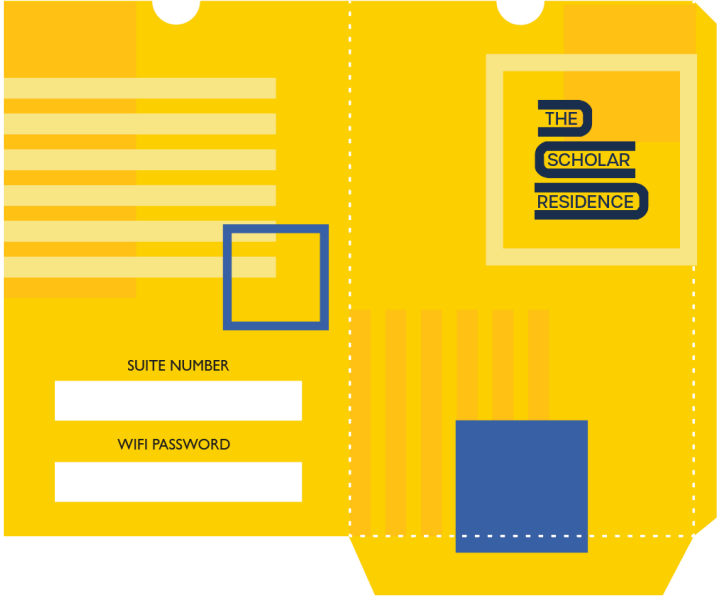 THE
SCHOLAR
RESIDENCE
SUITE NUMBER
WIFI PASSWORD